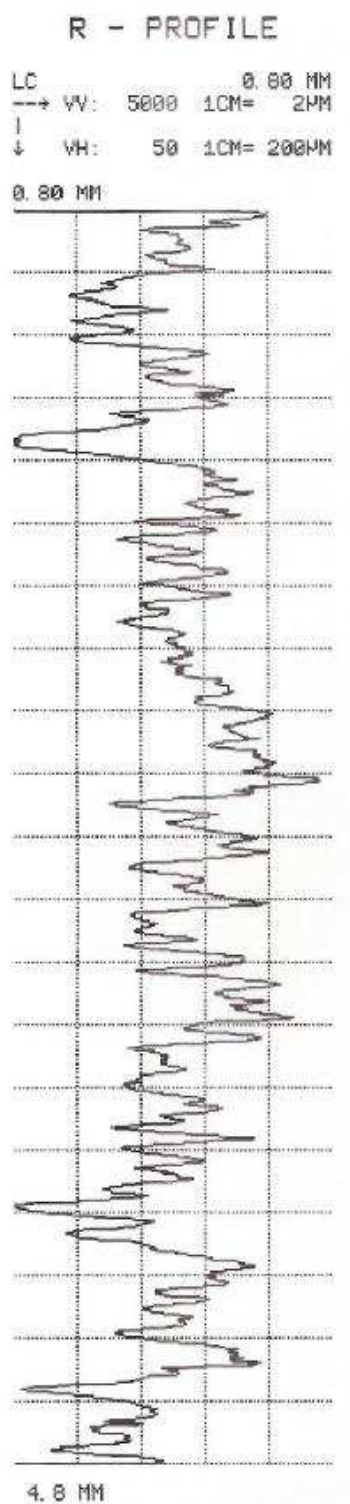 R - PROFILE
LC 0.80 MM
---→ VV: 5000 1CM= 2µM
↓ VH: 50 1CM= 200µM
0.80 MM
4.8 MM